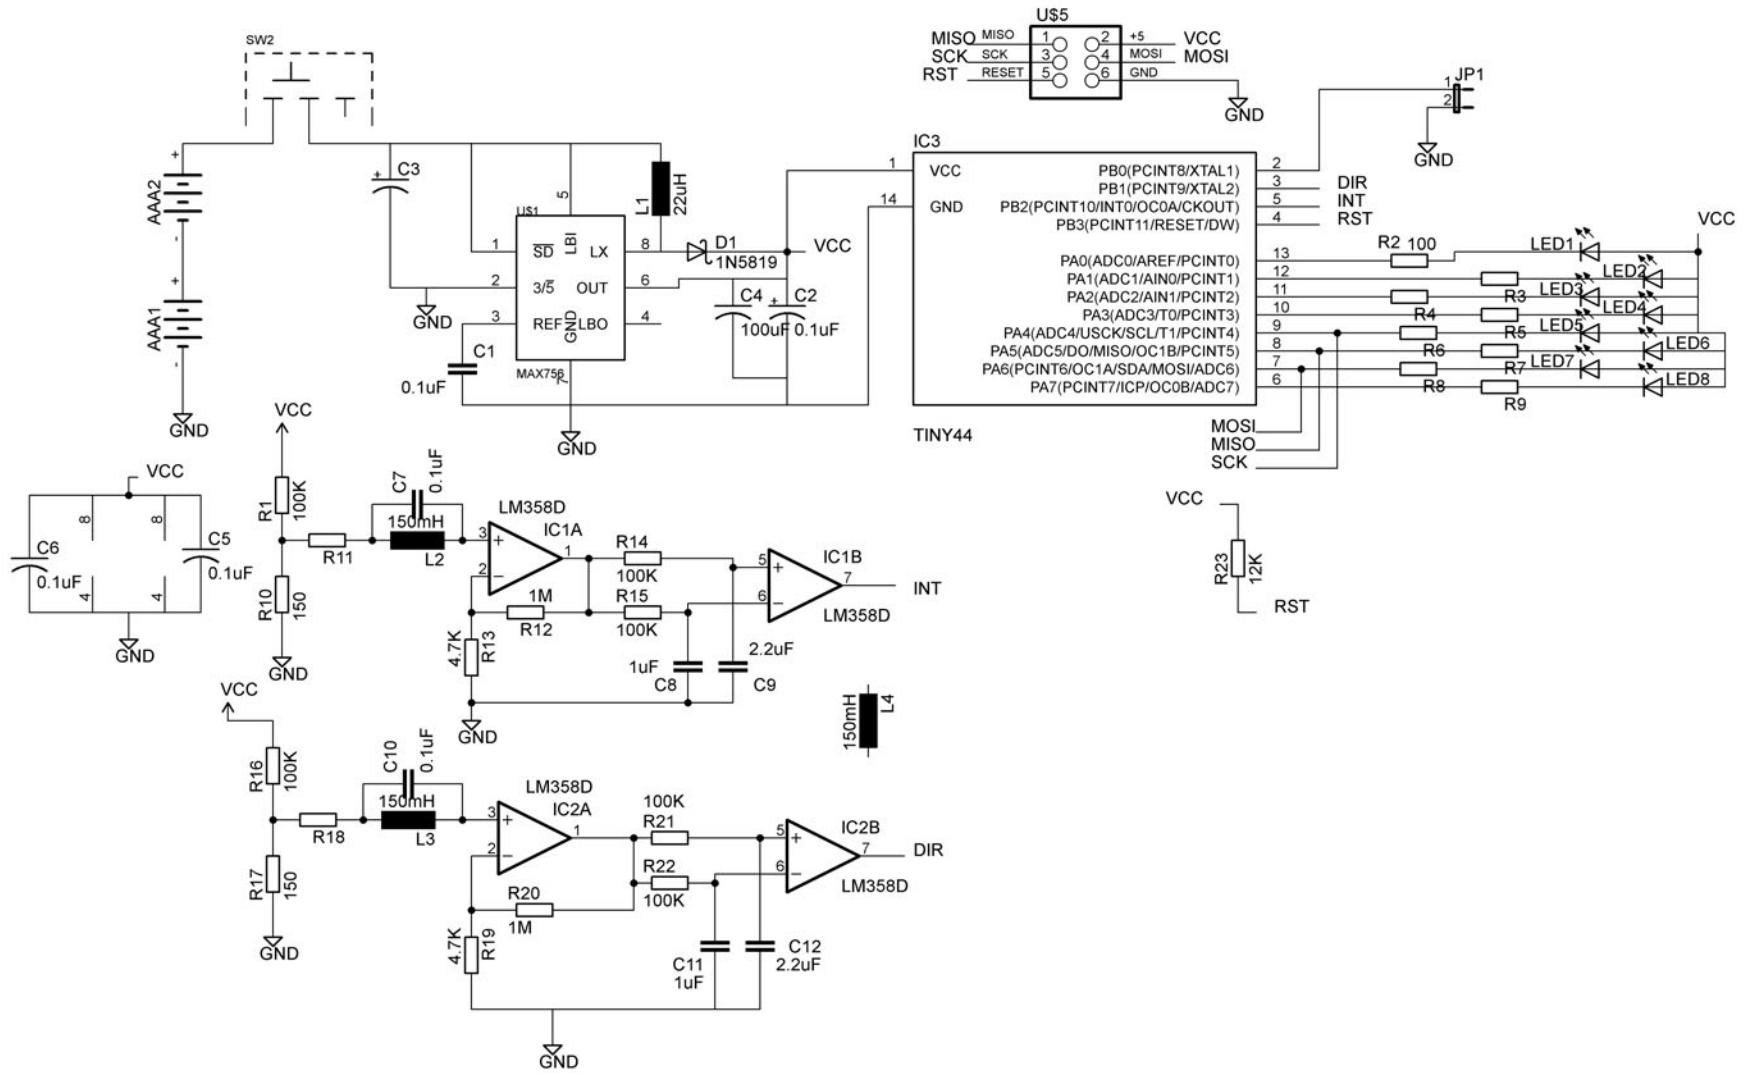 SW2
AAA2
+
-
AAA1
+
-
GND
+
C3
GND
L1
22uH
U$1
MAX756
5
LBI
1
SD
LX
8
2
3/5
OUT
6
3
REF
GND
LBO
4
7
C1
0.1uF
GND
D1
1N5819
VCC
C4
100uF
+
C2
0.1uF
U$5
MISO
MISO
1
2
+5
VCC
SCK
SCK
3
4
MOSI
MOSI
RST
RESET
5
6
GND
GND
JP1
1
2
GND
IC3
1
VCC
14
GND
PB0(PCINT8/XTAL1)
2
PB1(PCINT9/XTAL2)
3
DIR
PB2(PCINT10/INT0/OC0A/CKOUT)
5
INT
PB3(PCINT11/RESET/DW)
4
RST
PA0(ADC0/AREF/PCINT0)
13
PA1(ADC1/AIN0/PCINT1)
12
PA2(ADC2/AIN1/PCINT2)
11
PA3(ADC3/T0/PCINT3)
10
PA4(ADC4/USCK/SCL/T1/PCINT4)
9
PA5(ADC5/DO/MISO/OC1B/PCINT5)
8
PA6(PCINT6/OC1A/SDA/MOSI/ADC6)
7
PA7(PCINT7/ICP/OC0B/ADC7)
6
TINY44
VCC
R2 100
LED1
LED2
R3
LED3
R4
LED4
R5
LED5
R6
LED6
R7
LED7
R8
LED8
R9
MOSI
MISO
SCK
VCC
R23
12K
RST
VCC
8
8
C6
0.1uF
C5
0.1uF
4
4
GND
VCC
R1
100K
R10
150
GND
R11
C7
0.1uF
150mH
L2
LM358D
IC1A
3
+
2
-
1
1M
R12
4.7K
R13
GND
R14
100K
R15
100K
1uF
C8
2.2uF
C9
IC1B
5
+
6
-
7
INT
LM358D
150mH
L4
VCC
R16
100K
R17
150
GND
R18
C10
0.1uF
150mH
L3
LM358D
IC2A
3
+
2
-
1
R20
1M
4.7K
R19
GND
100K
R21
R22
100K
C11
1uF
C12
2.2uF
IC2B
5
+
6
-
7
DIR
LM358D